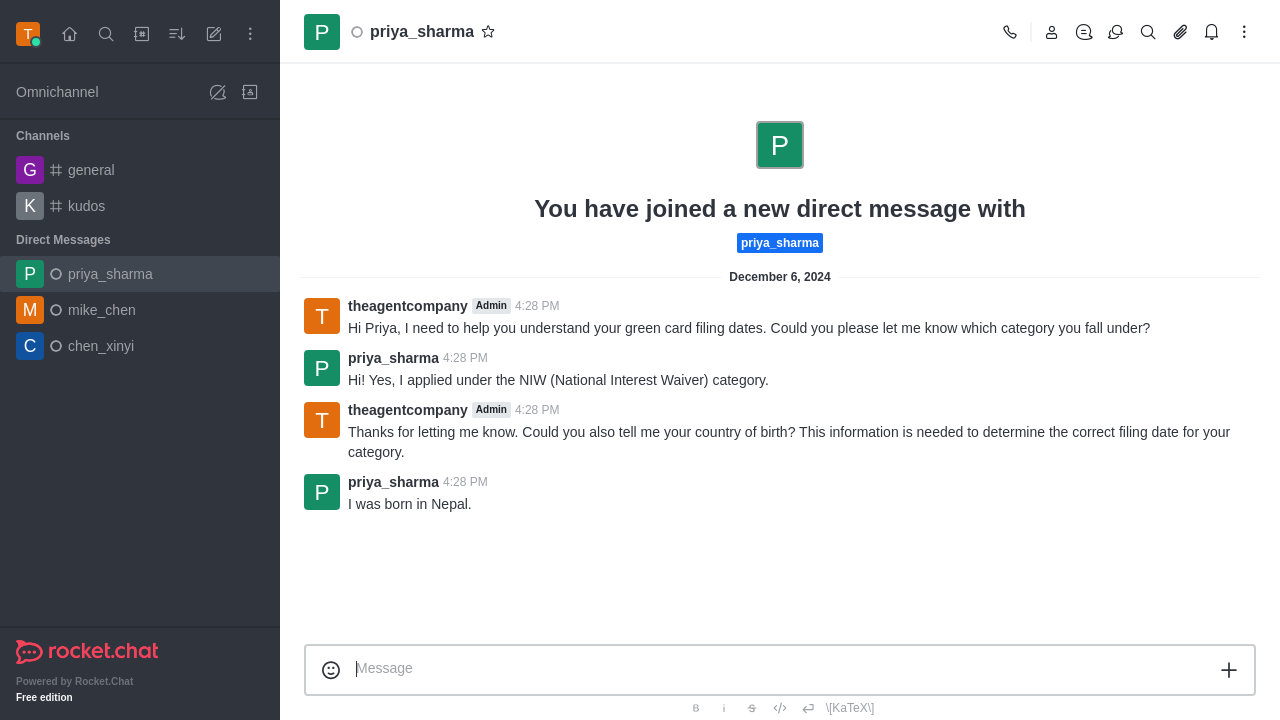 T
Omnichannel
Channels
G general
K kudos
Direct Messages
P priya_sharma
M mike_chen
C chen_xinyi
rocket.chat
Powered by Rocket.Chat
Free edition
P priya_sharma
P
You have joined a new direct message with
priya_sharma
December 6, 2024
T theagentcompany Admin 4:28 PM
Hi Priya, I need to help you understand your green card filing dates. Could you please let me know which category you fall under?
P priya_sharma 4:28 PM
Hi! Yes, I applied under the NIW (National Interest Waiver) category.
T theagentcompany Admin 4:28 PM
Thanks for letting me know. Could you also tell me your country of birth? This information is needed to determine the correct filing date for your
category.
P priya_sharma 4:28 PM
I was born in Nepal.
Message
B i S \[KaTeX\]